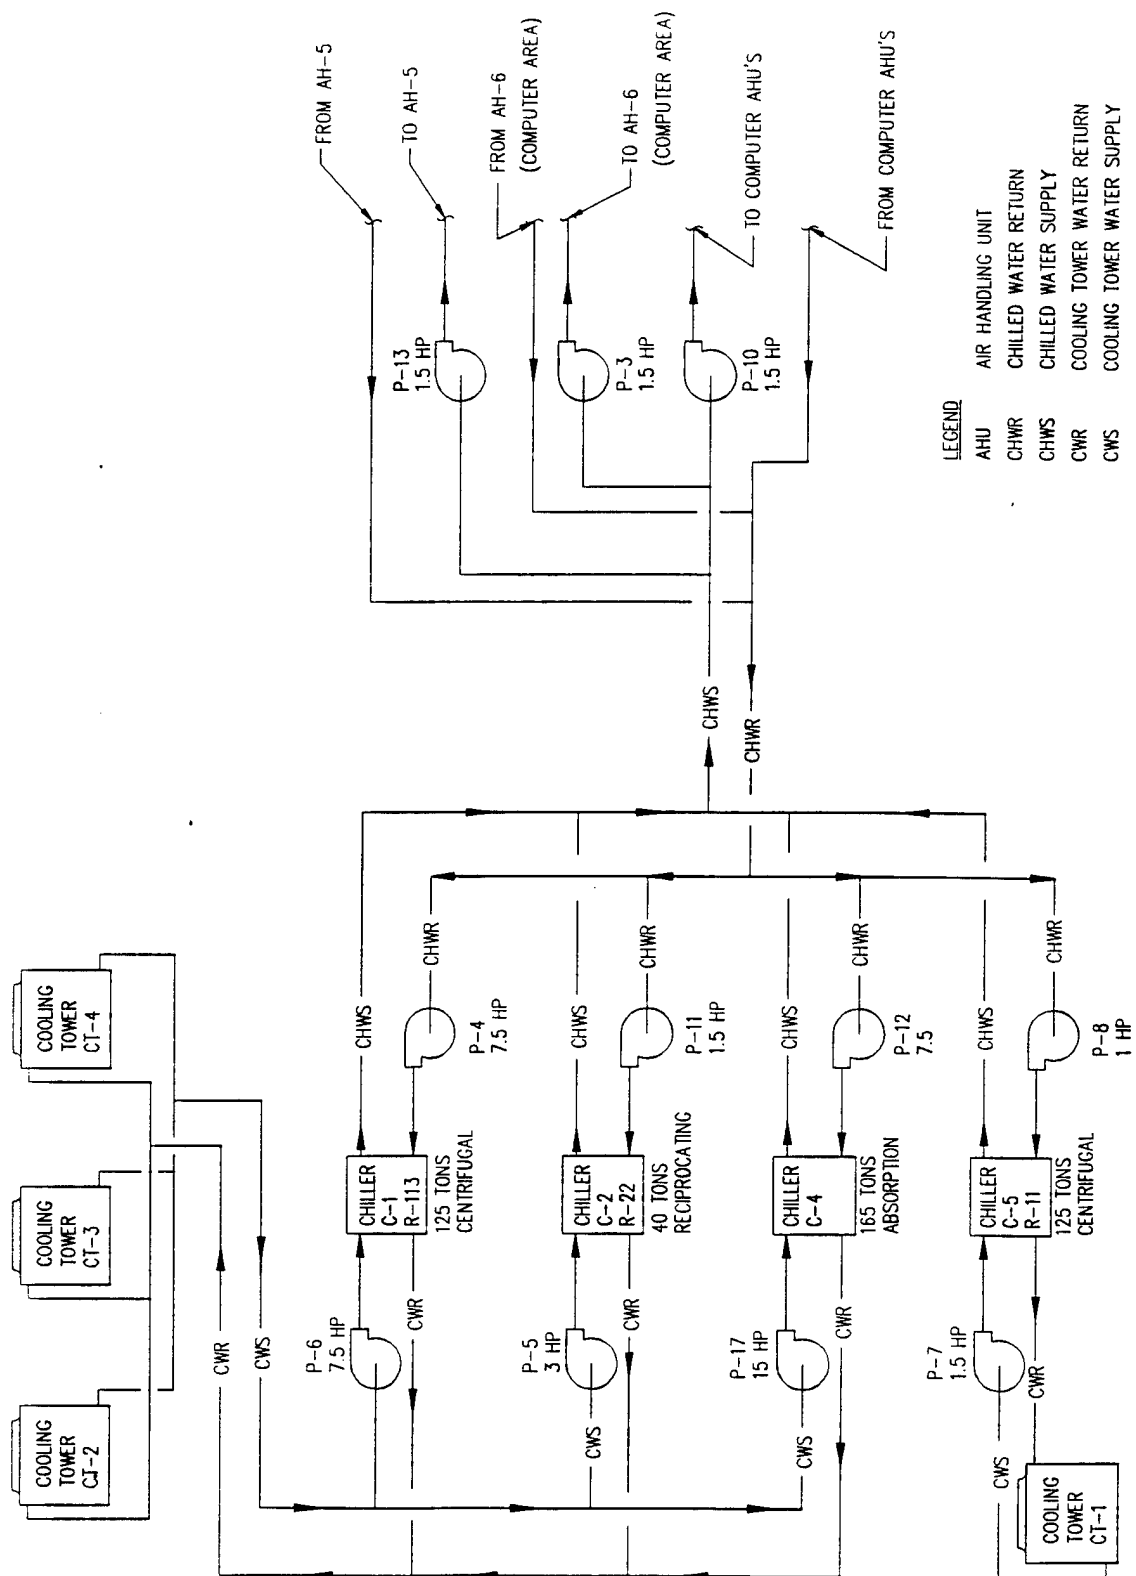 COOLING
TOWER
CT-2
COOLING
TOWER
CT-3
COOLING
TOWER
CT-4
CWR
CWS
P-6
7.5 HP
CWR
CHILLER
C-1
R-113
125 TONS
CENTRIFUGAL
CHWS
P-4
7.5 HP
CHWR
CWS
P-5
3 HP
CWR
CHILLER
C-2
R-22
40 TONS
RECIPROCATING
CHWS
P-11
1.5 HP
CHWR
CWS
P-17
15 HP
CWR
CHILLER
C-4
165 TONS
ABSORPTION
CHWS
P-12
7.5
CHWR
CWS
P-7
1.5 HP
CWR
COOLING
TOWER
CT-1
CHILLER
C-5
R-11
125 TONS
CENTRIFUGAL
CHWS
P-8
1 HP
CHWR
CHWS
CHWR
FROM AH-5
TO AH-5
P-13
1.5 HP
FROM AH-6
(COMPUTER AREA)
TO AH-6
(COMPUTER AREA)
P-3
1.5 HP
P-10
1.5 HP
TO COMPUTER AHU'S
FROM COMPUTER AHU'S
LEGEND
AHU AIR HANDLING UNIT
CHWR CHILLED WATER RETURN
CHWS CHILLED WATER SUPPLY
CWR COOLING TOWER WATER RETURN
CWS COOLING TOWER WATER SUPPLY